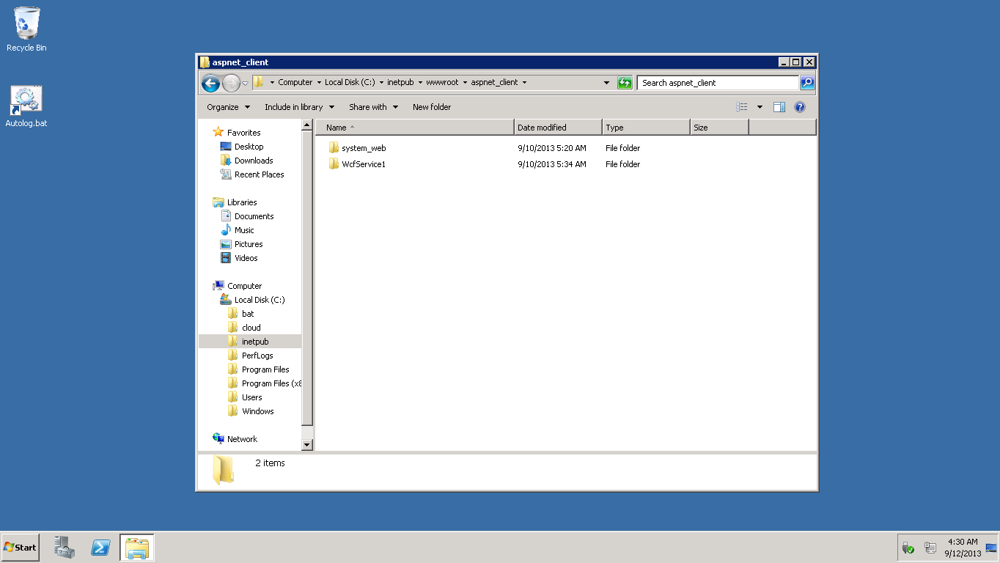 Recycle Bin
Autolog.bat
aspnet_client
Computer Local Disk (C:) inetpub wwwroot aspnet_client
Search aspnet_client
Organize Include in library Share with New folder
Name Date modified Type Size
system_web 9/10/2013 5:20 AM File folder
WcfService1 9/10/2013 5:34 AM File folder
Favorites
Desktop
Downloads
Recent Places
Libraries
Documents
Music
Pictures
Videos
Computer
Local Disk (C:)
bat
cloud
inetpub
PerfLogs
Program Files
Program Files (x8
Users
Windows
Network
2 items
Start
4:30 AM
9/12/2013